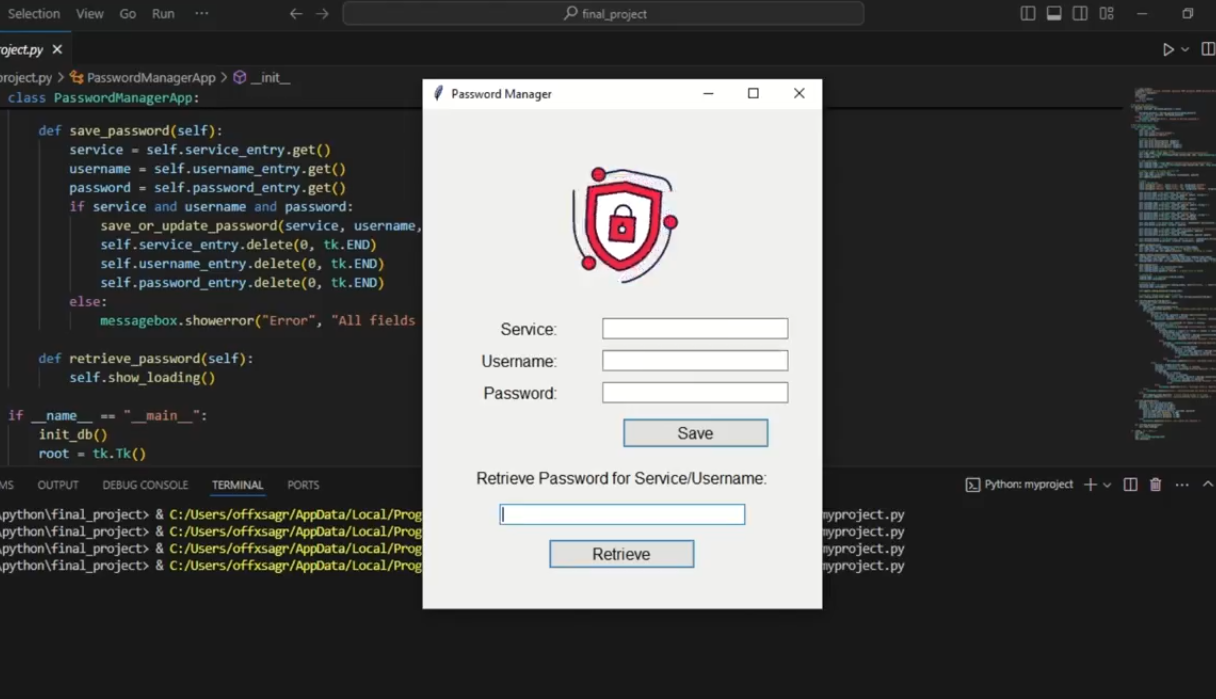 Selection View Go Run ···
final_project
oject.py
project.py > PasswordManagerApp > __init__
class PasswordManagerApp:
def save_password(self):
service = self.service_entry.get()
username = self.username_entry.get()
password = self.password_entry.get()
if service and username and password:
save_or_update_password(service, username,
self.service_entry.delete(0, tk.END)
self.username_entry.delete(0, tk.END)
self.password_entry.delete(0, tk.END)
else:
messagebox.showerror("Error", "All fields
def retrieve_password(self):
self.show_loading()
if __name__ == "__main__":
init_db()
root = tk.Tk()
Password Manager
Service:
Username:
Password:
Save
Retrieve Password for Service/Username:
Retrieve
MS OUTPUT DEBUG CONSOLE TERMINAL PORTS
Python: myproject
\python\final_project> & C:/Users/offxsagr/AppData/Local/Prog myproject.py
\python\final_project> & C:/Users/offxsagr/AppData/Local/Prog myproject.py
\python\final_project> & C:/Users/offxsagr/AppData/Local/Prog myproject.py
\python\final_project> & C:/Users/offxsagr/AppData/Local/Prog myproject.py